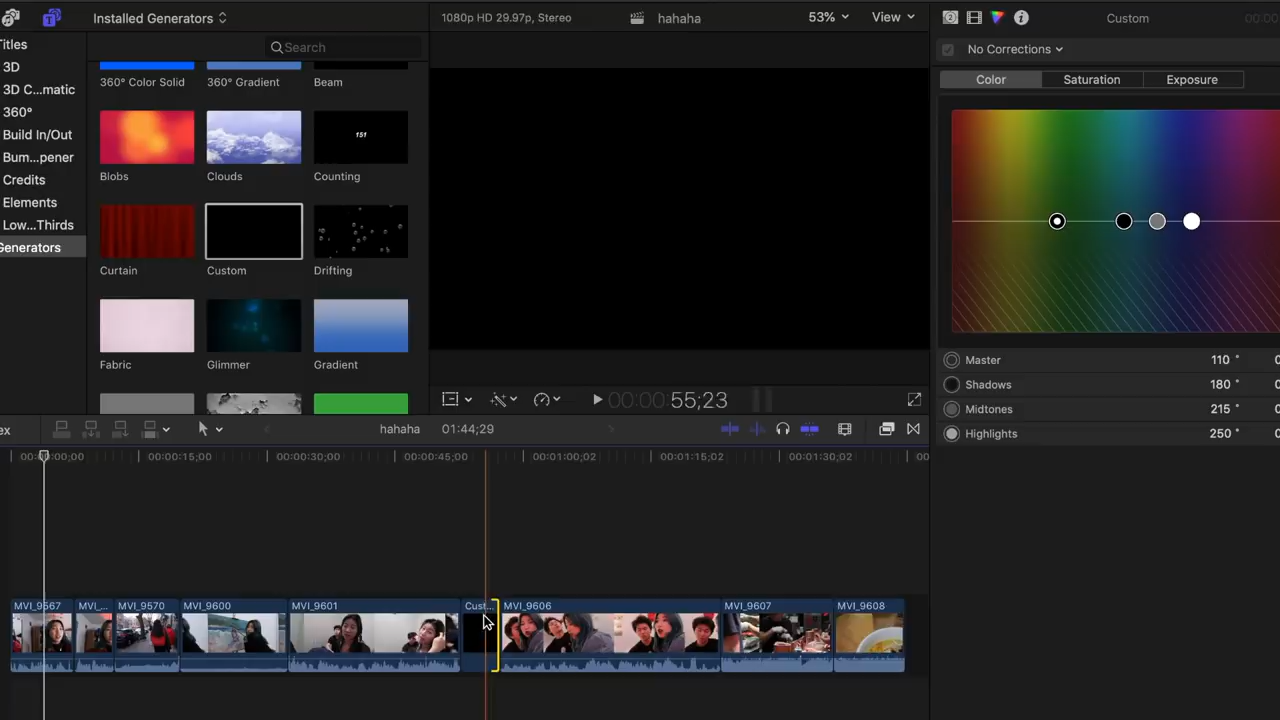 Installed Generators
1080p HD 29.97p, Stereo
hahaha
53%
View
Custom
Titles
3D
3D C...matic
360°
Build In/Out
Bum...pener
Credits
Elements
Low...Thirds
Generators
Search
360° Color Solid
360° Gradient
Beam
Blobs
Clouds
151
Counting
Curtain
Custom
Drifting
Fabric
Glimmer
Gradient
No Corrections
Color
Saturation
Exposure
Master
110 °
Shadows
180 °
Midtones
215 °
Highlights
250 °
00:00:55;23
ex
hahaha
01:44;29
00:00:00;00
00:00:15;00
00:00:30;00
00:00:45;00
00:01:00;02
00:01:15;02
00:01:30;02
00
MVI_9567
MVI_...
MVI_9570
MVI_9600
MVI_9601
Cust...
MVI_9606
MVI_9607
MVI_9608